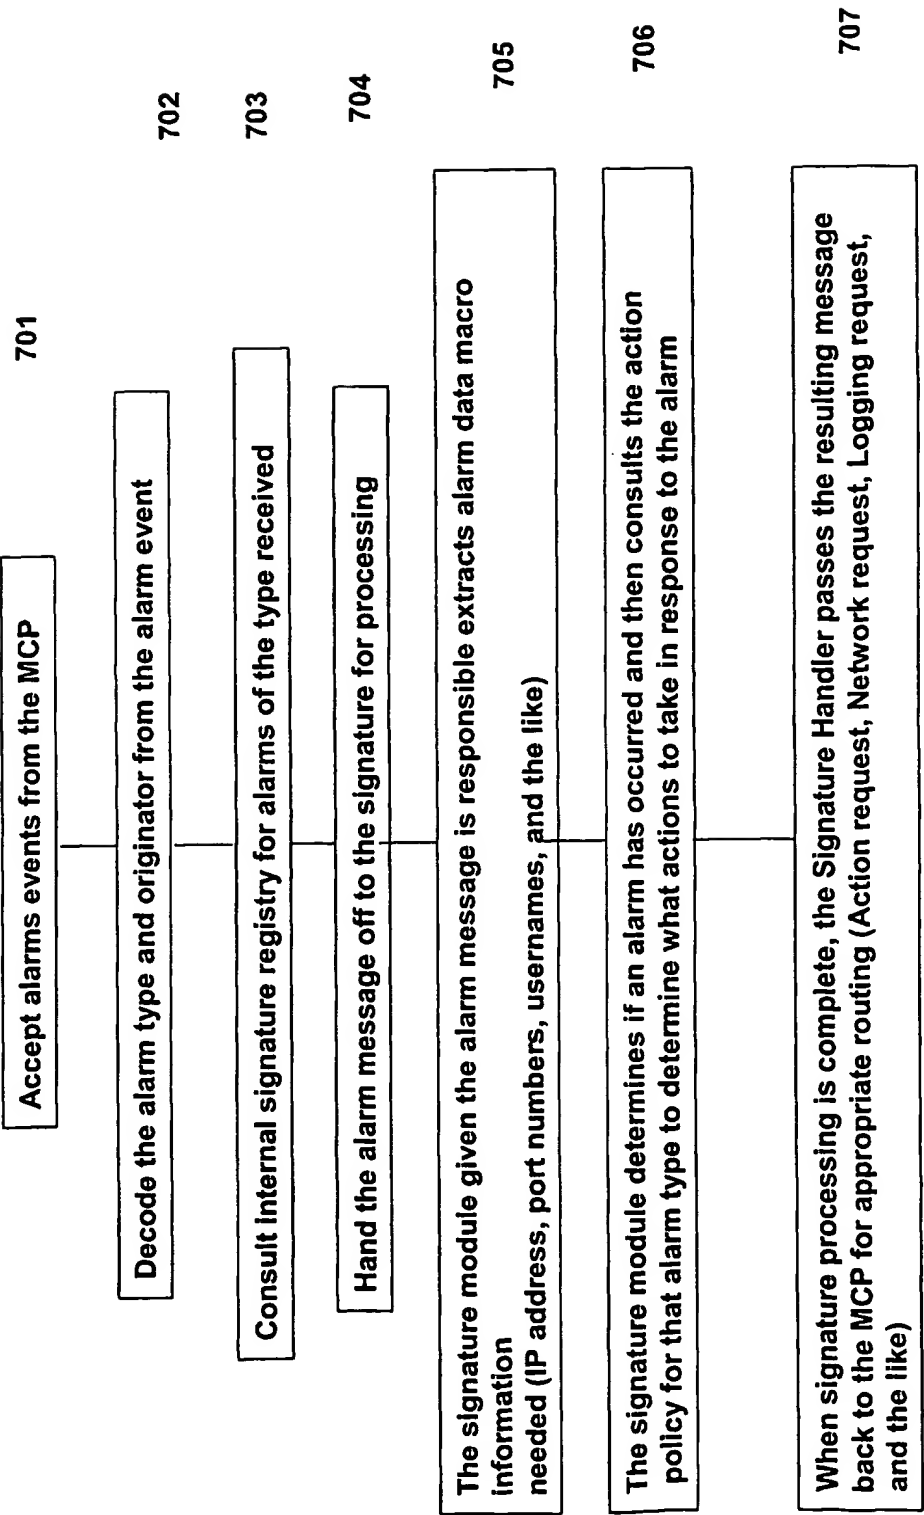 701
Accept alarms events from the MCP
702
Decode the alarm type and originator from the alarm event
703
Consult internal signature registry for alarms of the type received
704
Hand the alarm message off to the signature for processing
705
The signature module given the alarm message is responsible extracts alarm data macro
information
needed (IP address, port numbers, usernames, and the like)
706
The signature module determines if an alarm has occurred and then consults the action
policy for that alarm type to determine what actions to take in response to the alarm
707
When signature processing is complete, the Signature Handler passes the resulting message
back to the MCP for appropriate routing (Action request, Network request, Logging request,
and the like)